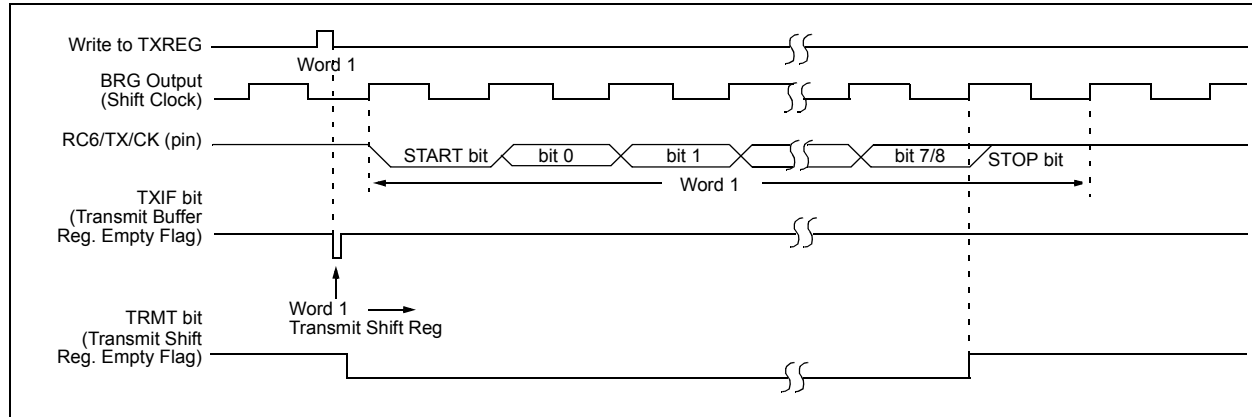 Write to TXREG
Word 1
BRG Output
(Shift Clock)
RC6/TX/CK (pin)
START bit
bit 0
bit 1
bit 7/8
STOP bit
Word 1
TXIF bit
(Transmit Buffer
Reg. Empty Flag)
Word 1
Transmit Shift Reg
TRMT bit
(Transmit Shift
Reg. Empty Flag)